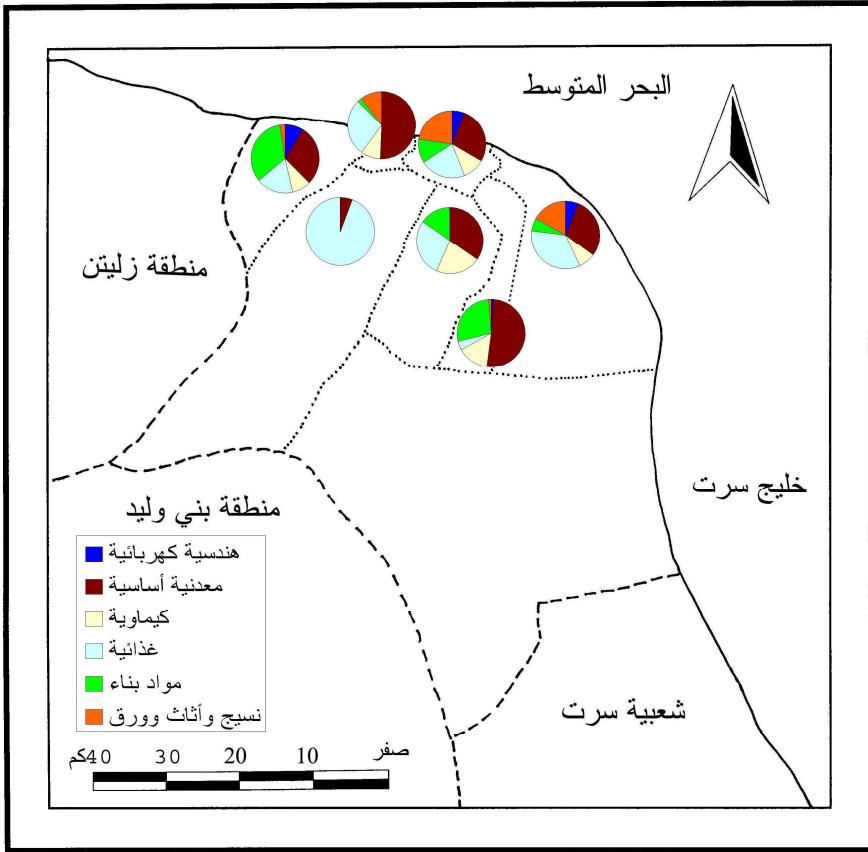 البحر المتوسط
منطقة زليتن
خليج سرت
منطقة بني وليد
هندسية كهربائية
معدنية أساسية
كيماوية
غذائية
مواد بناء
نسيج وأثاث وورق
شعبية سرت
صفر 10 20 30 40كم